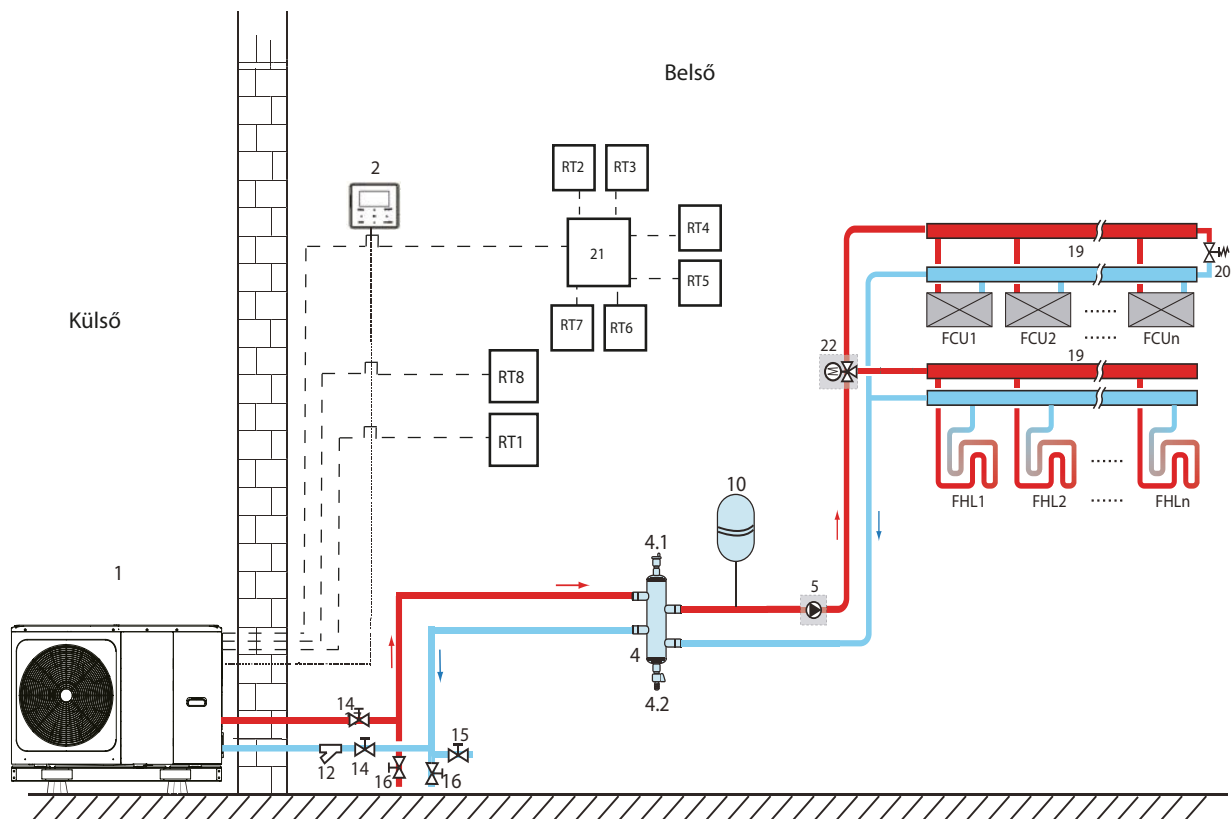 Belső
Külső
2
RT2
RT3
RT4
21
RT5
RT7
RT6
RT8
RT1
19
20
FCU1
FCU2
......
FCUn
......
22
19
......
FHL1
FHL2
......
FHLn
10
4.1
5
4
4.2
1
14
15
12
14
16
16